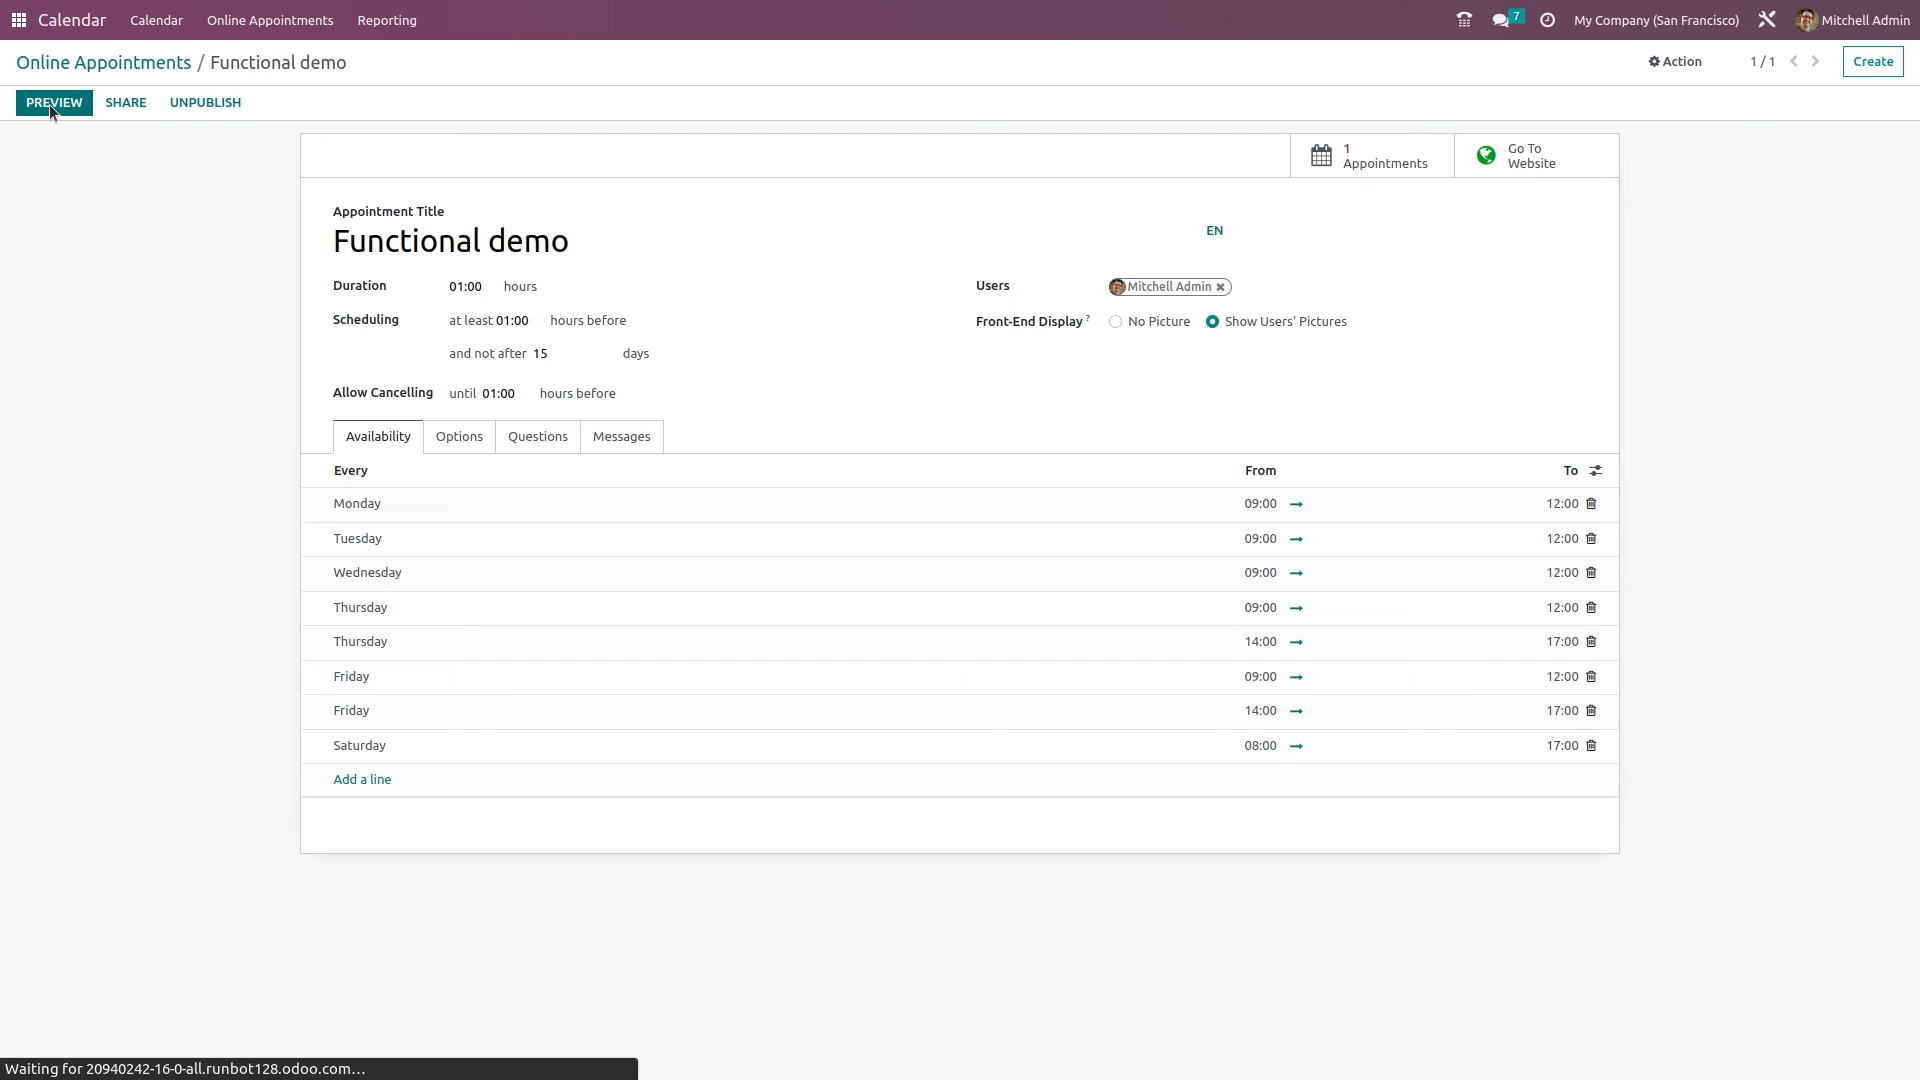 Calendar Calendar Online Appointments Reporting 7 My Company (San Francisco) Mitchell Admin
Online Appointments / Functional demo Action 1 / 1 Create
PREVIEW SHARE UNPUBLISH
1 Appointments
Go To Website
Appointment Title
Functional demo EN
Duration 01:00 hours Users Mitchell Admin
Scheduling at least 01:00 hours before Front-End Display ? No Picture Show Users' Pictures
and not after 15 days
Allow Cancelling until 01:00 hours before
Availability Options Questions Messages
Every From To
Monday 09:00 12:00
Tuesday 09:00 12:00
Wednesday 09:00 12:00
Thursday 09:00 12:00
Thursday 14:00 17:00
Friday 09:00 12:00
Friday 14:00 17:00
Saturday 08:00 17:00
Add a line
Waiting for 20940242-16-0-all.runbot128.odoo.com…